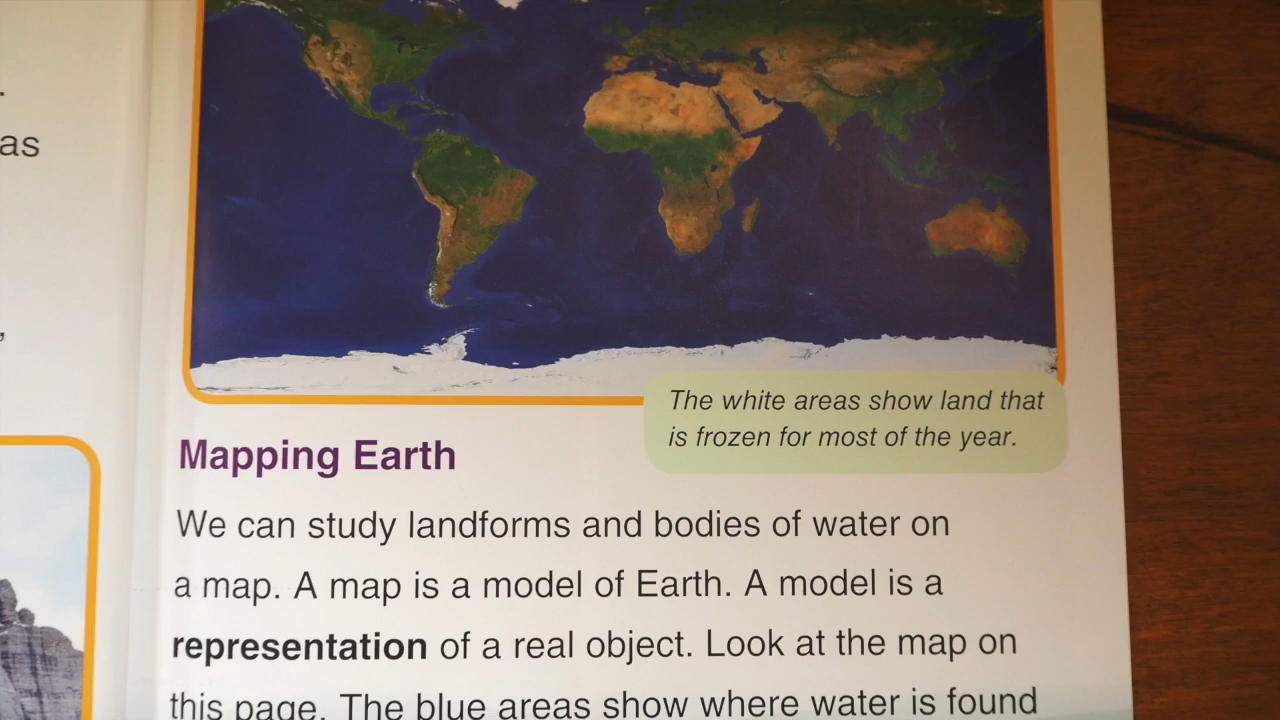 as
The white areas show land that
is frozen for most of the year.
Mapping Earth
We can study landforms and bodies of water on
a map. A map is a model of Earth. A model is a
representation of a real object. Look at the map on
this page. The blue areas show where water is found